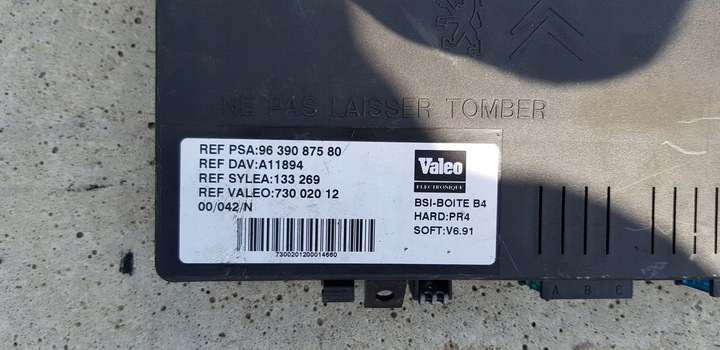 NE PAS LAISSER TOMBER
REF PSA:96 390 875 80
REF DAV:A11894
REF SYLEA:133 269
REF VALEO:730 020 12
00/042/N
7300201200014660
Valeo
ELECTRONIQUE
BSI-BOITE B4
HARD:PR4
SOFT:V6.91
A B C